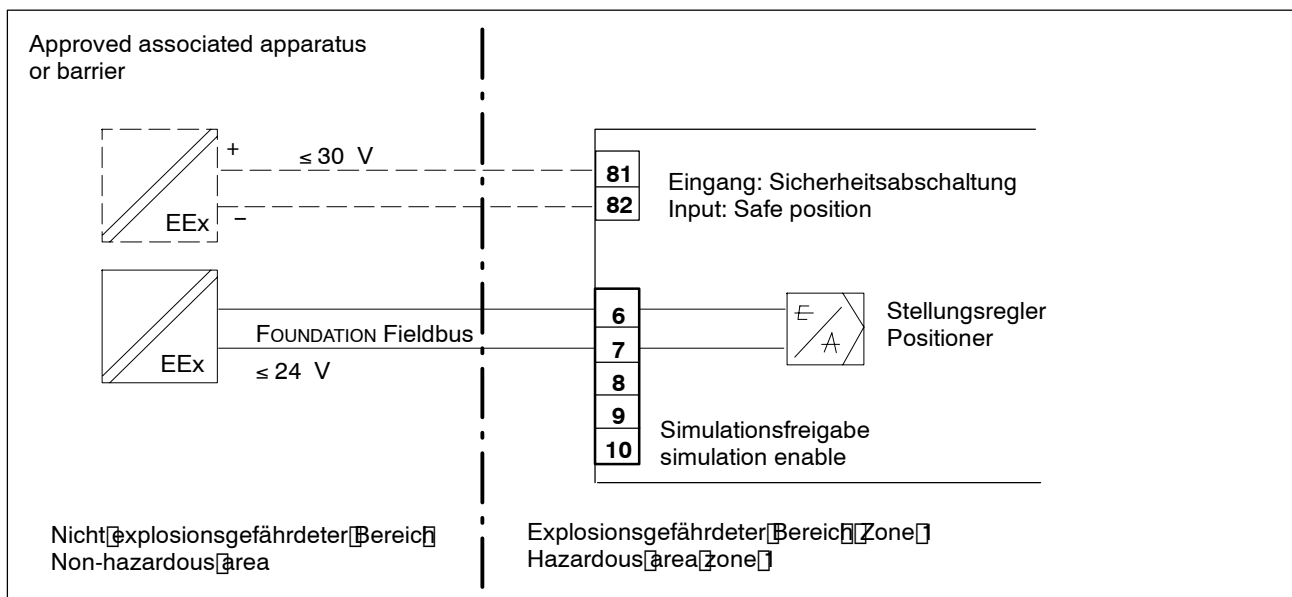 Approved associated apparatus
or barrier
+
≤ 30 V
−
EEx
81
82
Eingang: Sicherheitsabschaltung
Input: Safe position
FOUNDATION Fieldbus
≤ 24 V
EEx
6
7
8
9
10
E
A
Stellungsregler
Positioner
Simulationsfreigabe
simulation enable
Nicht explosionsgefährdeter Bereich
Non-hazardous area
Explosionsgefährdeter Bereich Zone 1
Hazardous area zone 1